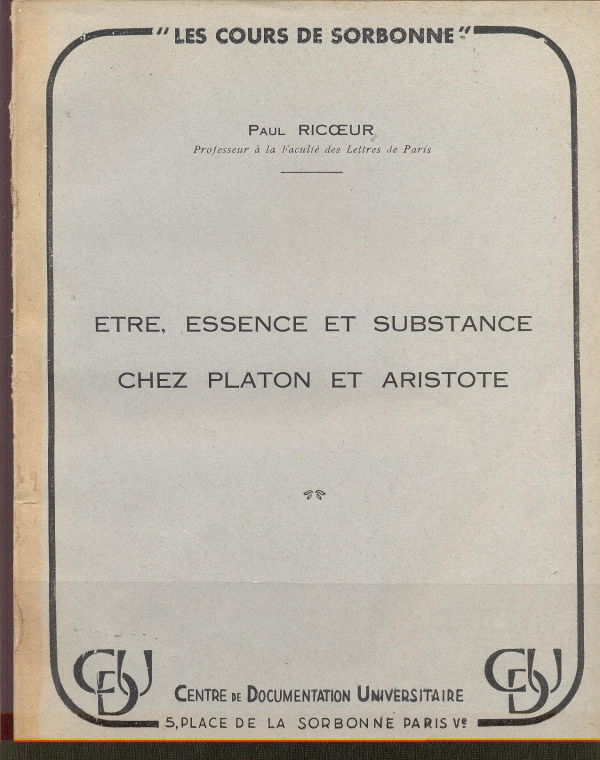 "LES COURS DE SORBONNE"
PAUL RICŒUR
Professeur à la Faculté des Lettres de Paris
ETRE, ESSENCE ET SUBSTANCE
CHEZ PLATON ET ARISTOTE
CDU
CDU
CENTRE DE DOCUMENTATION UNIVERSITAIRE
5, PLACE DE LA SORBONNE PARIS Ve